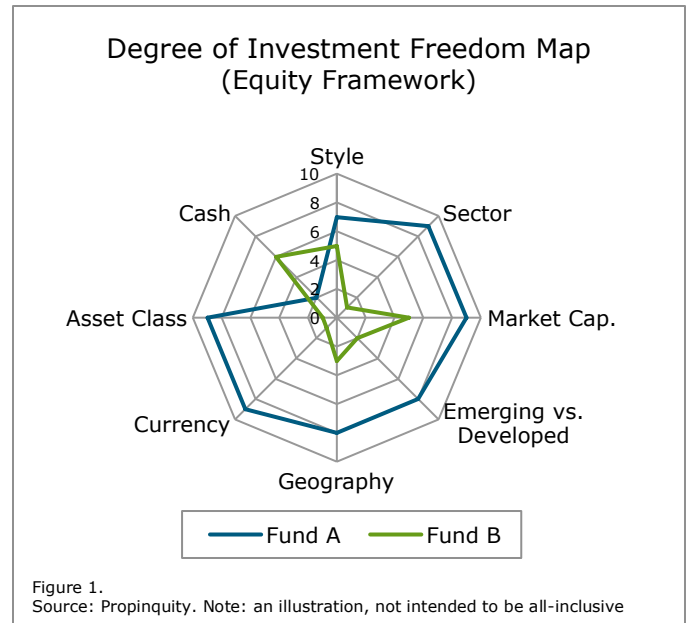 Degree of Investment Freedom Map
(Equity Framework)
Style
10
8
6
4
2
0
Cash
Sector
Asset Class
Market Cap.
Currency
Emerging vs.
Developed
Geography
Fund A
Fund B
Figure 1.
Source: Propinquity. Note: an illustration, not intended to be all-inclusive